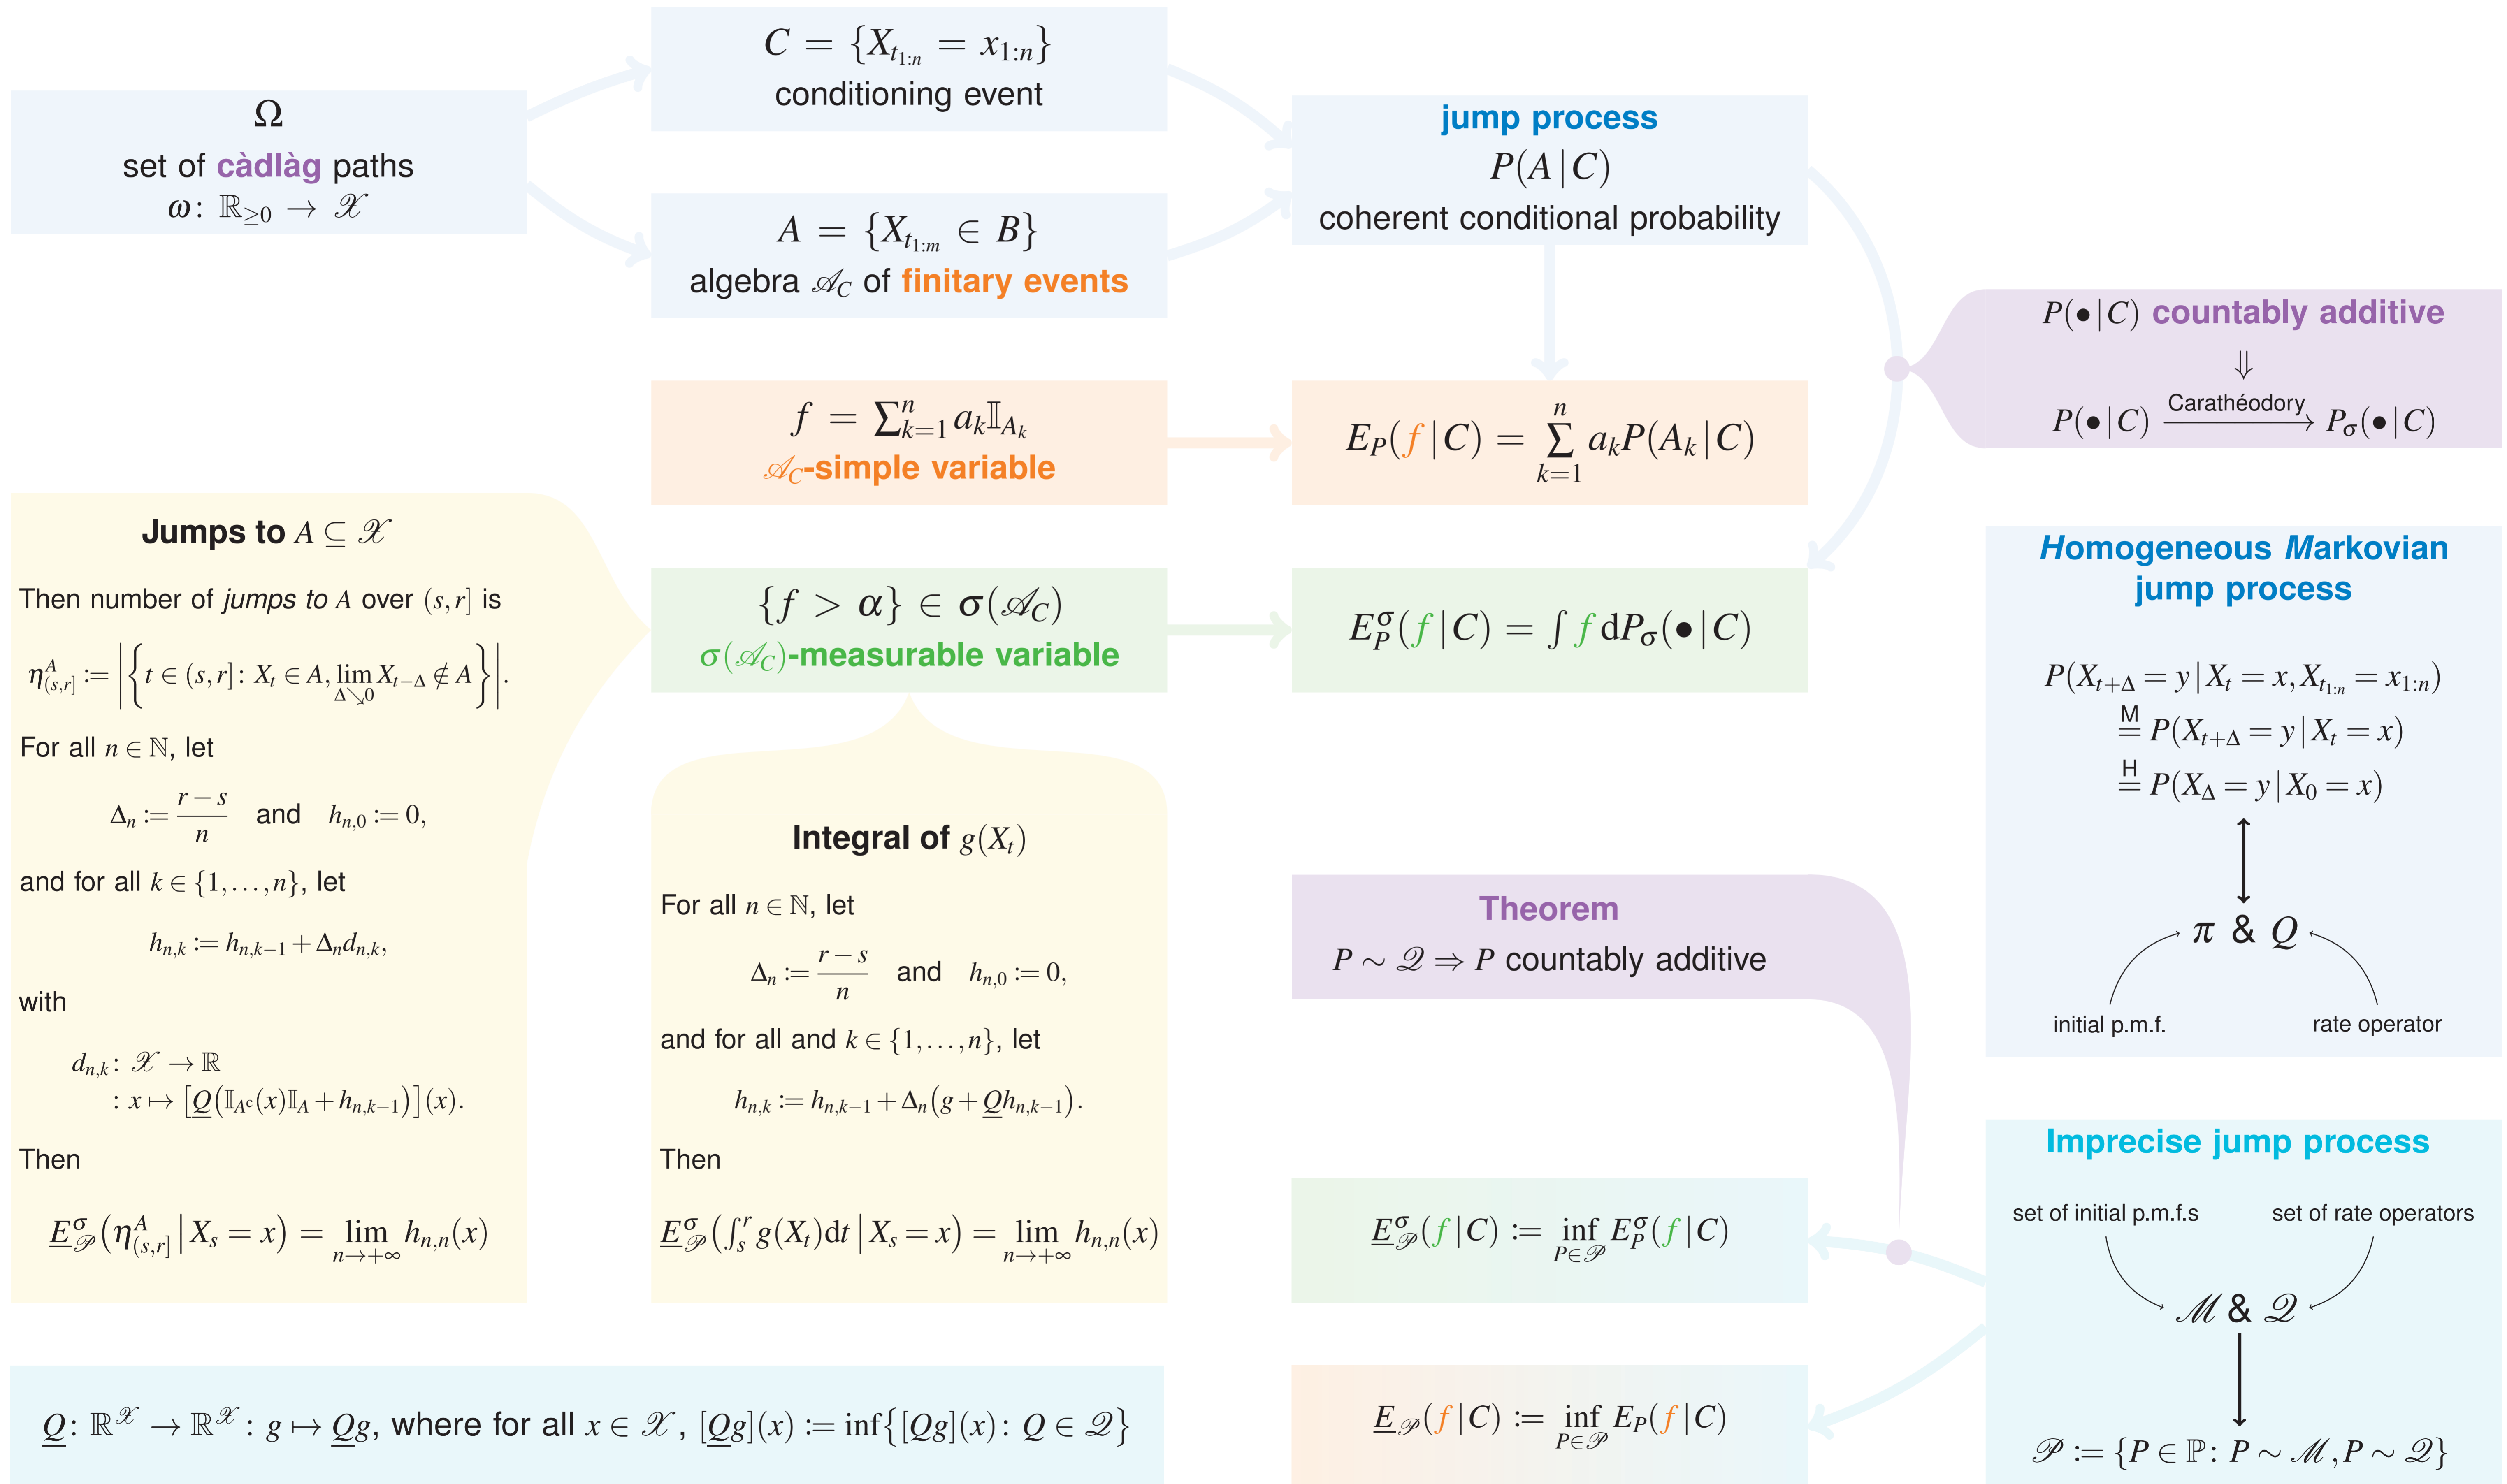 Ω
set of càdlàg paths
ω: ℝ≥0 → 𝒳
C = {X_{t_{1:n}} = x_{1:n}}
conditioning event
A = {X_{t_{1:m}} ∈ B}
algebra 𝒜_C of finitary events
jump process
P(A|C)
coherent conditional probability
P(•|C) countably additive
⇓
P(•|C) —Carathéodory→ P_σ(•|C)
f = ∑_{k=1}^n a_k 𝕀_{A_k}
𝒜_C-simple variable
E_P(f|C) = ∑_{k=1}^n a_k P(A_k|C)
{f > α} ∈ σ(𝒜_C)
σ(𝒜_C)-measurable variable
E_P^σ(f|C) = ∫ f dP_σ(•|C)
Jumps to A ⊆ 𝒳
Then number of jumps to A over (s,r] is
η^A_{(s,r]} := |{t ∈ (s,r]: X_t ∈ A, lim_{Δ↘0} X_{t−Δ} ∉ A}|.
For all n ∈ ℕ, let
Δ_n := (r−s)/n and h_{n,0} := 0,
and for all k ∈ {1,…,n}, let
h_{n,k} := h_{n,k−1} + Δ_n d_{n,k},
with
d_{n,k}: 𝒳 → ℝ
: x ↦ [Q̲(𝕀_{A^c}(x)𝕀_A + h_{n,k−1})](x).
Then
E̲^σ_𝒫(η^A_{(s,r]} | X_s = x) = lim_{n→+∞} h_{n,n}(x)
Integral of g(X_t)
For all n ∈ ℕ, let
Δ_n := (r−s)/n and h_{n,0} := 0,
and for all and k ∈ {1,…,n}, let
h_{n,k} := h_{n,k−1} + Δ_n(g + Q̲h_{n,k−1}).
Then
E̲^σ_𝒫(∫_s^r g(X_t)dt | X_s = x) = lim_{n→+∞} h_{n,n}(x)
Homogeneous Markovian
jump process
P(X_{t+Δ} = y | X_t = x, X_{t_{1:n}} = x_{1:n})
M= P(X_{t+Δ} = y | X_t = x)
H= P(X_Δ = y | X_0 = x)
π & Q
initial p.m.f.
rate operator
Theorem
P ∼ 𝒬 ⇒ P countably additive
Imprecise jump process
set of initial p.m.f.s
set of rate operators
ℳ & 𝒬
𝒫 := {P ∈ ℙ: P ∼ ℳ, P ∼ 𝒬}
E̲^σ_𝒫(f|C) := inf_{P∈𝒫} E_P^σ(f|C)
E̲_𝒫(f|C) := inf_{P∈𝒫} E_P(f|C)
Q̲: ℝ^𝒳 → ℝ^𝒳: g ↦ Q̲g, where for all x ∈ 𝒳, [Q̲g](x) := inf{[Qg](x): Q ∈ 𝒬}